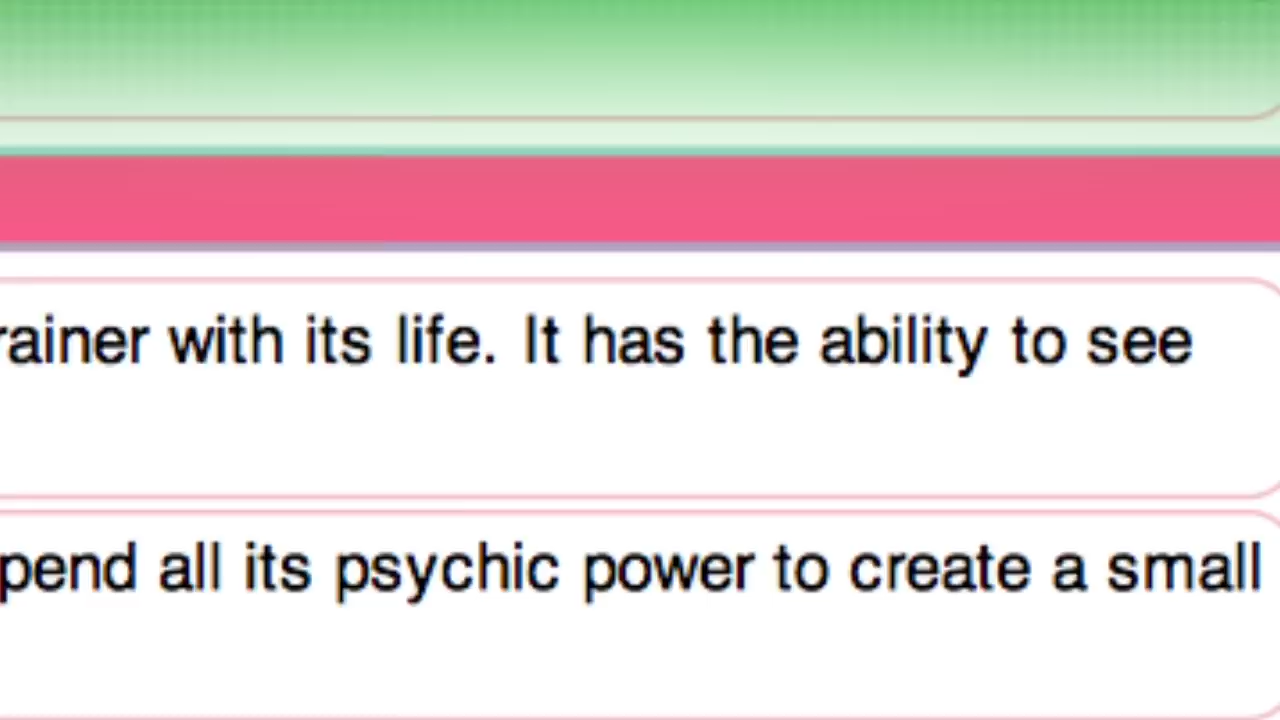 rainer with its life. It has the ability to see
pend all its psychic power to create a small